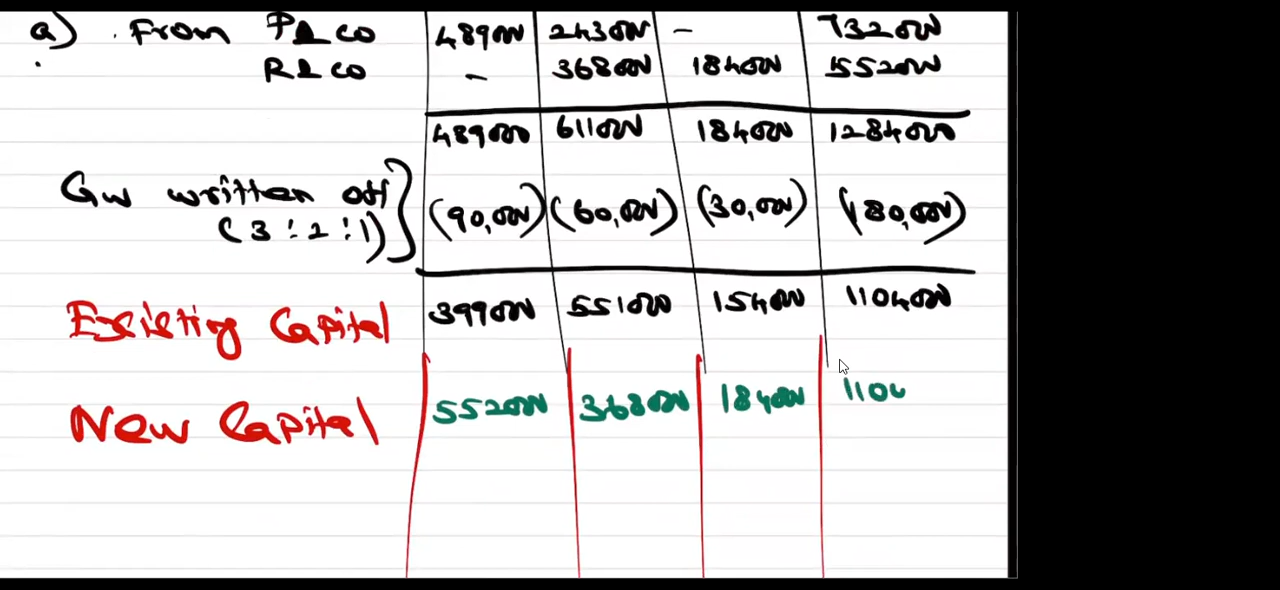 a) . From P&co 489000 243000 - 732000
R&co - 368000 184000 552000
489000 611000 184000 1284000
GW written off
(3:2:1) (90,000) (60,000) (30,000) (180,000)
Existing Capital 399000 551000 154000 1104000
New Capital 552000 368000 184000 1104